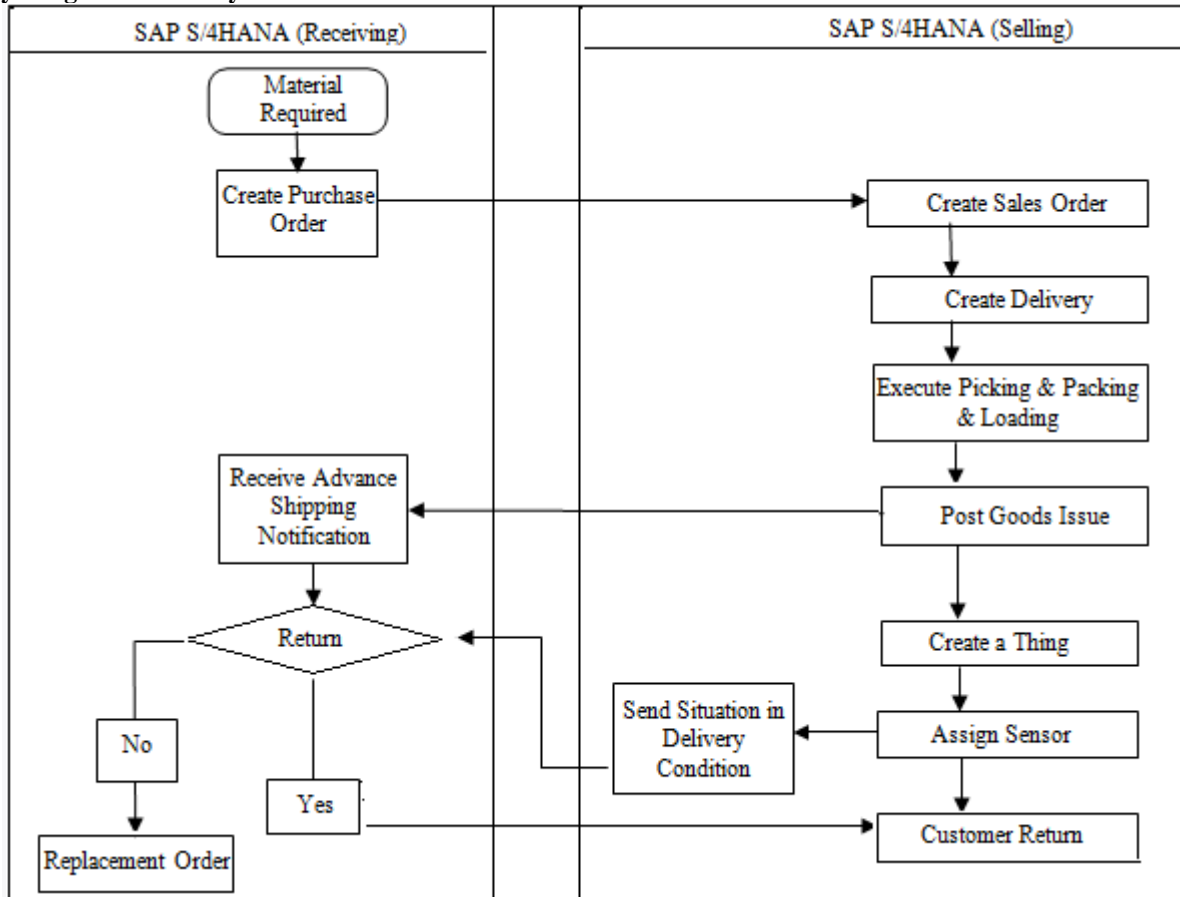 SAP S/4HANA (Receiving)
SAP S/4HANA (Selling)
Material
Required
Create Purchase
Order
Create Sales Order
Create Delivery
Execute Picking & Packing
& Loading
Receive Advance
Shipping
Notification
Post Goods Issue
Return
Create a Thing
Send Situation in
Delivery
Condition
Assign Sensor
No
Yes
Customer Return
Replacement Order